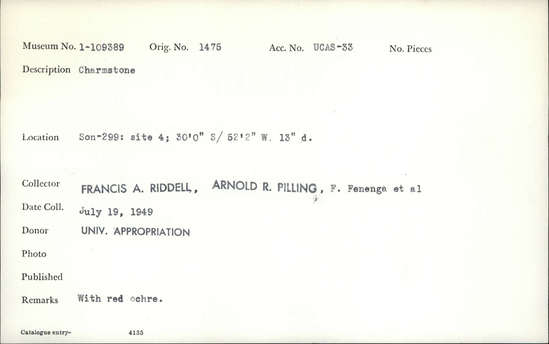 Museum No. 1-109389 Orig. No. 1475 Acc. No. UCAS-33 No. Pieces
Description Charmstone
Location Son-299: site 4; 30'0" S/ 52'2" W. 13" d.
Collector FRANCIS A. RIDDELL, ARNOLD R. PILLING, F. Fenenga et al
Date Coll. July 19, 1949
Donor UNIV. APPROPRIATION
Photo
Published
Remarks With red ochre.
Catalogue entry- 4135